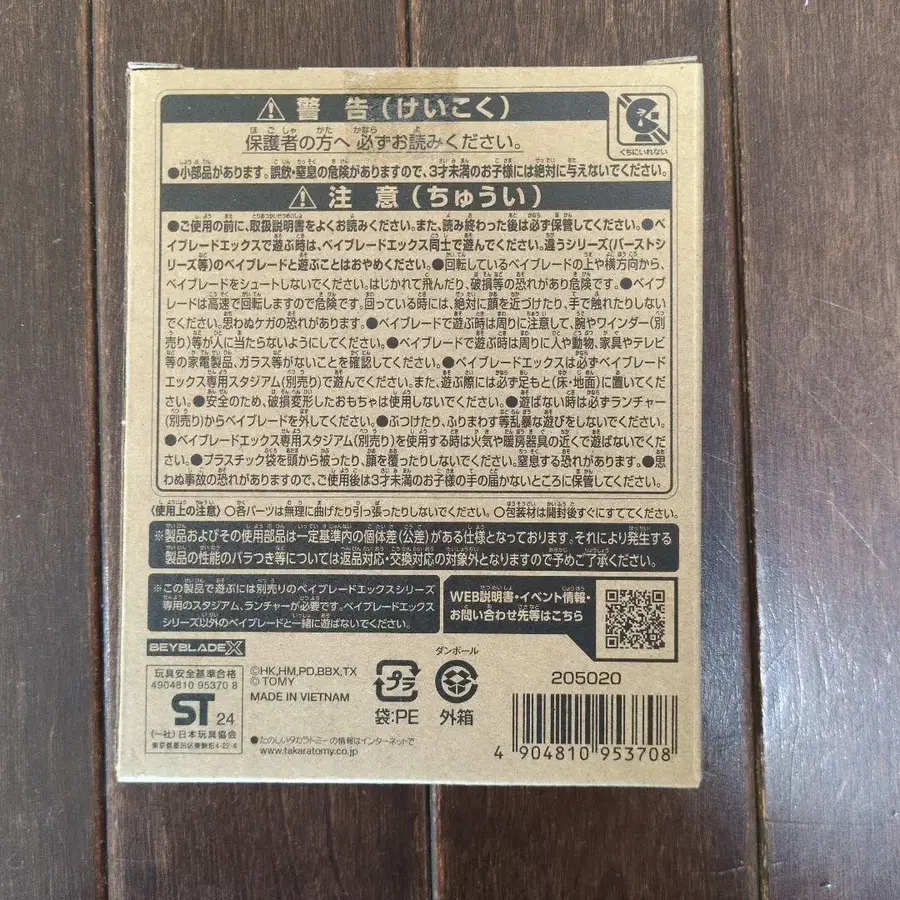 ⚠ 警告(けいこく)
保護者の方へ 必ずお読みください。
くちにいれない
●小部品があります。誤飲・窒息の危険がありますので、3才未満のお子様には絶対に与えないでください。
⚠ 注意(ちゅうい)
●ご使用の前に、取扱説明書をよくお読みください。また、読み終わった後は必ず保管してください。●ベ
イブレードエックスで遊ぶ時は、ベイブレードエックス同士で遊んでください。違うシリーズ(バーストシ
リーズ等)のベイブレードと遊ぶことはおやめください。●回転しているベイブレードの上や横方向から、
ベイブレードをシュートしないでください。はじかれて飛んだり、破損等の恐れがあり危険です。●ベイブ
レードは高速で回転しますので危険です。回っている時には、絶対に顔を近づけたり、手で触れたりしない
でください。思わぬケガの恐れがあります。●ベイブレードで遊ぶ時は周りに注意して、腕やワインダー(別
売り)等が人に当たらないようにしてください。●ベイブレードで遊ぶ時は周りに人や動物、家具やテレビ
等の家電製品、ガラス等がないことを確認してください。●ベイブレードエックスは必ずベイブレード
エックス専用スタジアム(別売り)で遊んでください。また、遊ぶ際には必ず足もと(床・地面)に置いてくだ
さい。●安全のため、破損変形したおもちゃは使用しないでください。●遊ばない時は必ずランチャー
(別売り)からベイブレードを外してください。●ぶつけたり、ふりまわす等乱暴な遊びをしないでください。
●ベイブレードエックス専用スタジアム(別売り)を使用する時は火気や暖房器具の近くで遊ばないでくだ
さい。●プラスチック袋を頭から被ったり、顔を覆ったりしないでください。窒息する恐れがあります。●思
わぬ事故の恐れがありますので、ご使用後は3才未満のお子様の手の届かないところに保管してください。
〈使用上の注意〉○各パーツは無理に曲げたり引っ張ったりしないでください。○包装材は開封後すぐにすててください。
※製品およびその使用部品は一定基準内の個体差(公差)がある仕様となっております。それにより発生する
製品の性能のバラつき等については返品対応・交換対応の対象外となりますので予めご了承ください。
※この製品で遊ぶには別売りのベイブレードエックスシリーズ
専用のスタジアム、ランチャーが必要です。ベイブレードエックス
シリーズ以外のベイブレードと一緒に遊ばないでください。
WEB説明書・イベント情報・
お問い合わせ先等はこちら
BEYBLADE X
玩具安全基準合格
4904810 95370 8
ST 24
(一社)日本玩具協会
東京都墨田区東駒形4-22-4
©HK,HM,PD,BBX,TX
©TOMY
MADE IN VIETNAM
プラ
袋:PE
ダンボール
外箱
●たのしいタカラトミーの情報はインターネットで
www.takaratomy.co.jp
205020
4 904810 953708